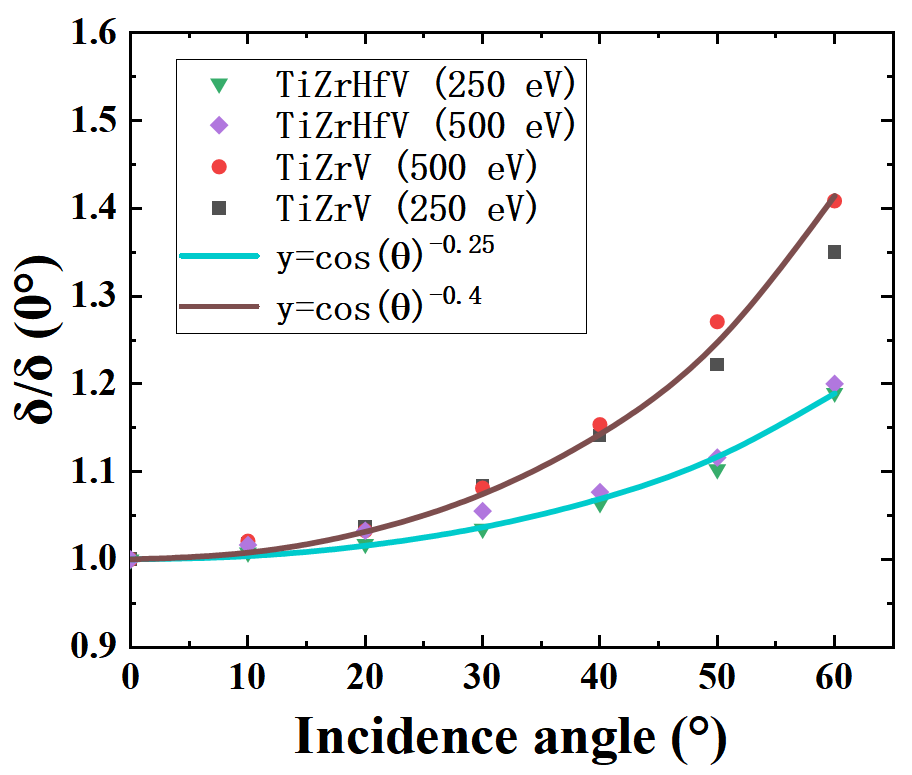 1.6
1.5
1.4
1.3
1.2
1.1
1.0
0.9
δ/δ (0°)
TiZrHfV (250 eV)
TiZrHfV (500 eV)
TiZrV (500 eV)
TiZrV (250 eV)
y=cos(θ)^-0.25
y=cos(θ)^-0.4
0 10 20 30 40 50 60
Incidence angle (°)